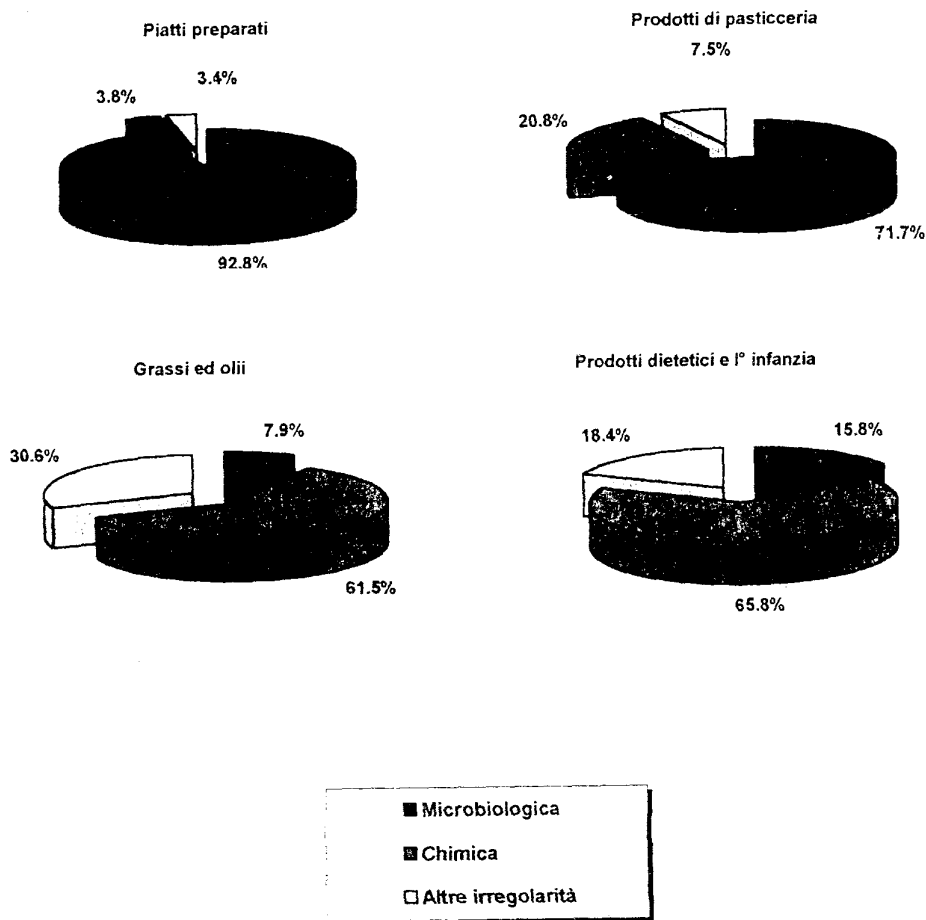 Piatti preparati
3.8%
3.4%
92.8%
Prodotti di pasticceria
7.5%
20.8%
71.7%
Grassi ed olii
7.9%
30.6%
61.5%
Prodotti dietetici e I° infanzia
18.4%
15.8%
65.8%
Microbiologica
Chimica
Altre irregolarità